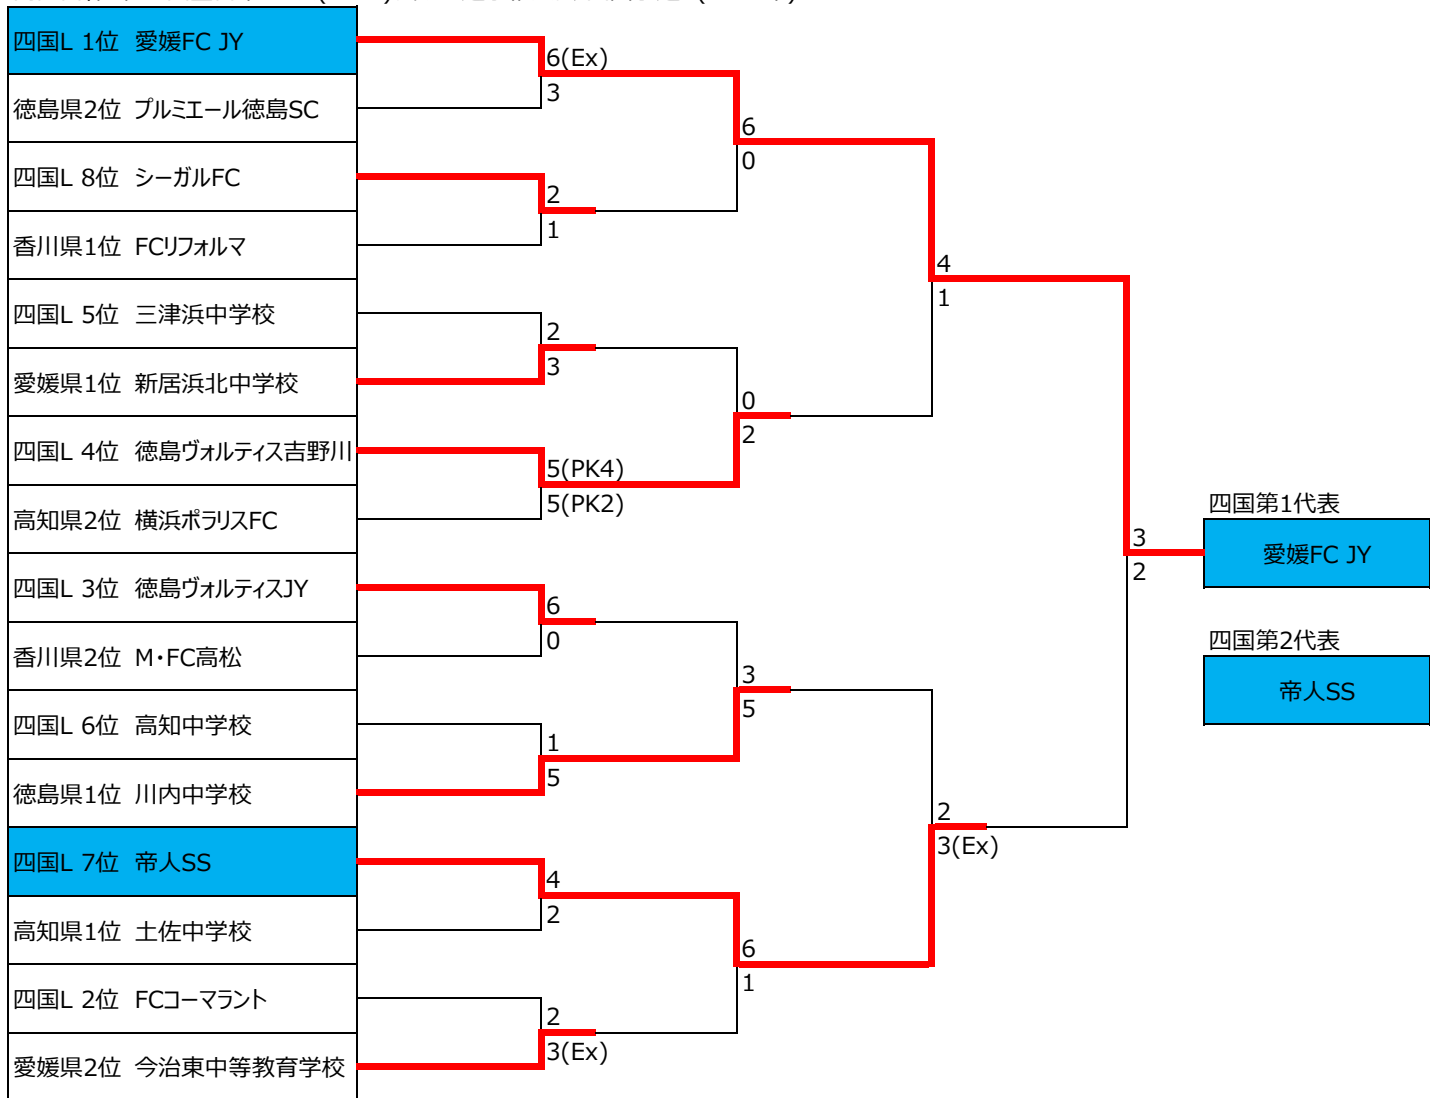 四国L 1位 愛媛FC JY
6(Ex)
3
徳島県2位 プルミエール徳島SC
6
0
四国L 8位 シーガルFC
2
1
香川県1位 FCリフォルマ
4
1
四国L 5位 三津浜中学校
2
3
愛媛県1位 新居浜北中学校
0
2
四国L 4位 徳島ヴォルティス吉野川
5(PK4)
5(PK2)
高知県2位 横浜ポラリスFC
四国第1代表
3
2
愛媛FC JY
四国L 3位 徳島ヴォルティスJY
6
0
四国第2代表
香川県2位 M・FC高松
3
5
帝人SS
四国L 6位 高知中学校
1
5
徳島県1位 川内中学校
2
3(Ex)
四国L 7位 帝人SS
4
2
高知県1位 土佐中学校
6
1
四国L 2位 FCコーマラント
2
3(Ex)
愛媛県2位 今治東中等教育学校